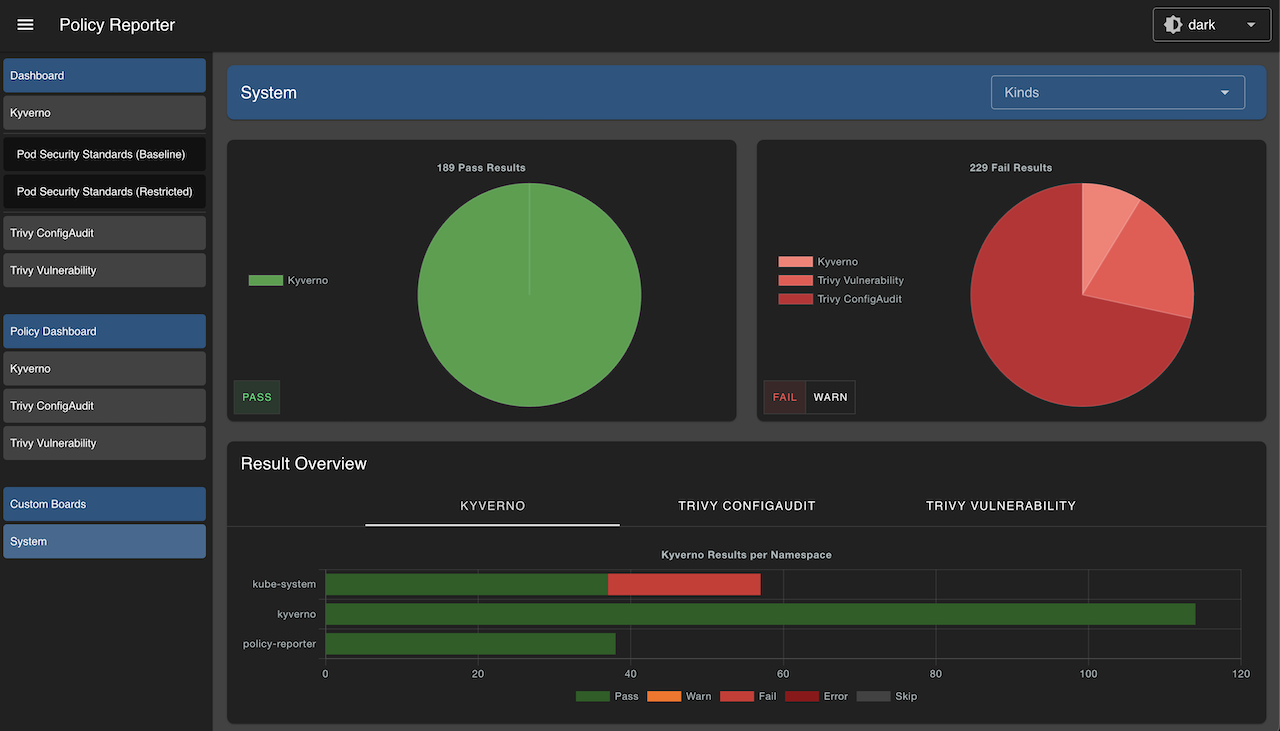 Policy Reporter
dark
Dashboard
Kyverno
Pod Security Standards (Baseline)
Pod Security Standards (Restricted)
Trivy ConfigAudit
Trivy Vulnerability
Policy Dashboard
Kyverno
Trivy ConfigAudit
Trivy Vulnerability
Custom Boards
System
System
Kinds
189 Pass Results
Kyverno
PASS
229 Fail Results
Kyverno
Trivy Vulnerability
Trivy ConfigAudit
FAIL WARN
Result Overview
KYVERNO TRIVY CONFIGAUDIT TRIVY VULNERABILITY
Kyverno Results per Namespace
kube-system
kyverno
policy-reporter
0 20 40 60 80 100 120
Pass Warn Fail Error Skip